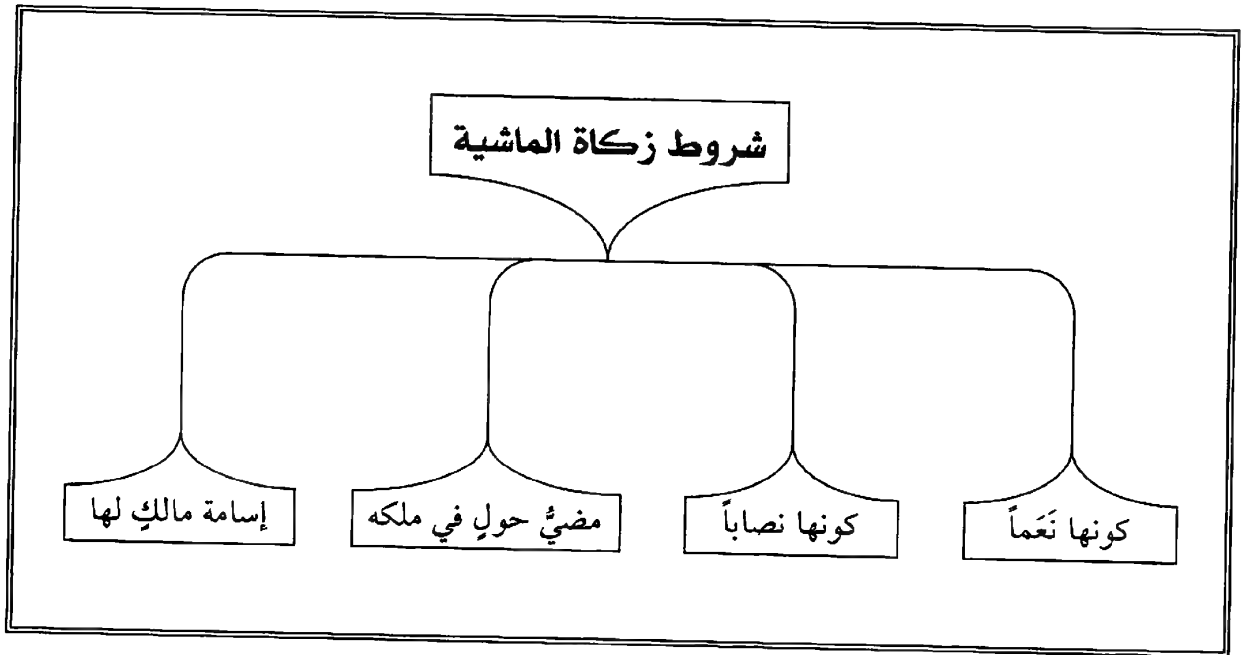 شروط زكاة الماشية
كونها نَعَماً
كونها نصاباً
مضيُّ حولٍ في ملكه
إسامة مالكٍ لها